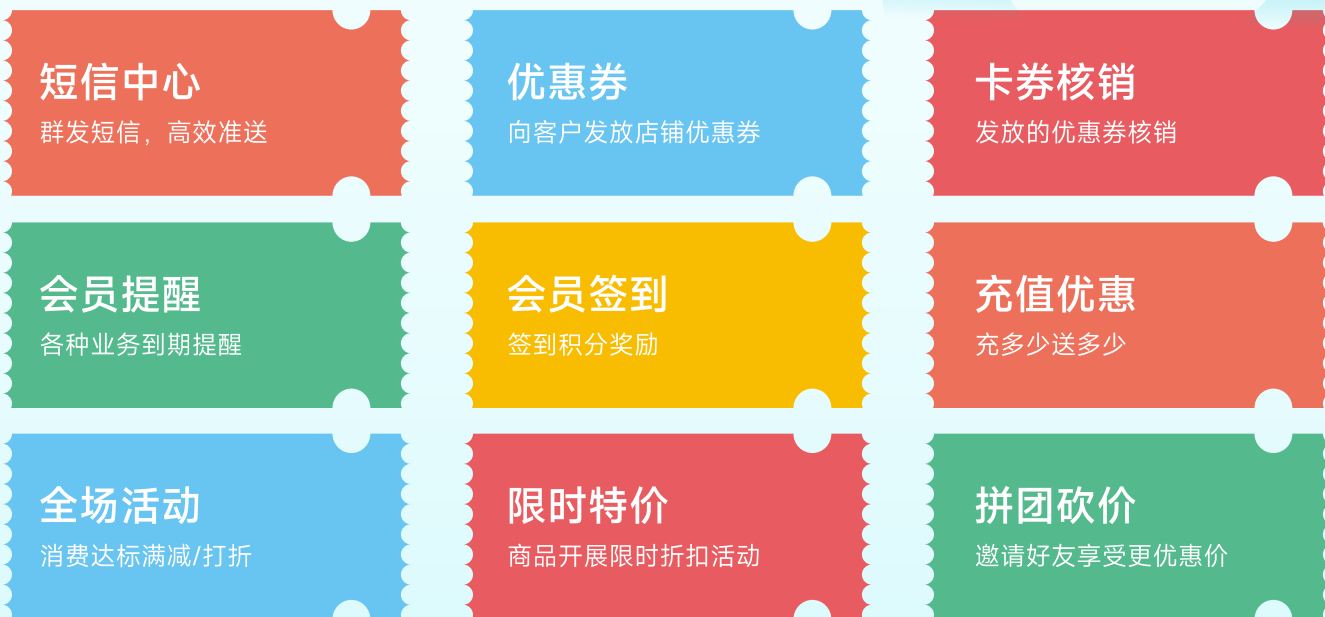 短信中心
群发短信，高效准送
优惠券
向客户发放店铺优惠券
卡券核销
发放的优惠券核销
会员提醒
各种业务到期提醒
会员签到
签到积分奖励
充值优惠
充多少送多少
全场活动
消费达标满减/打折
限时特价
商品开展限时折扣活动
拼团砍价
邀请好友享受更优惠价